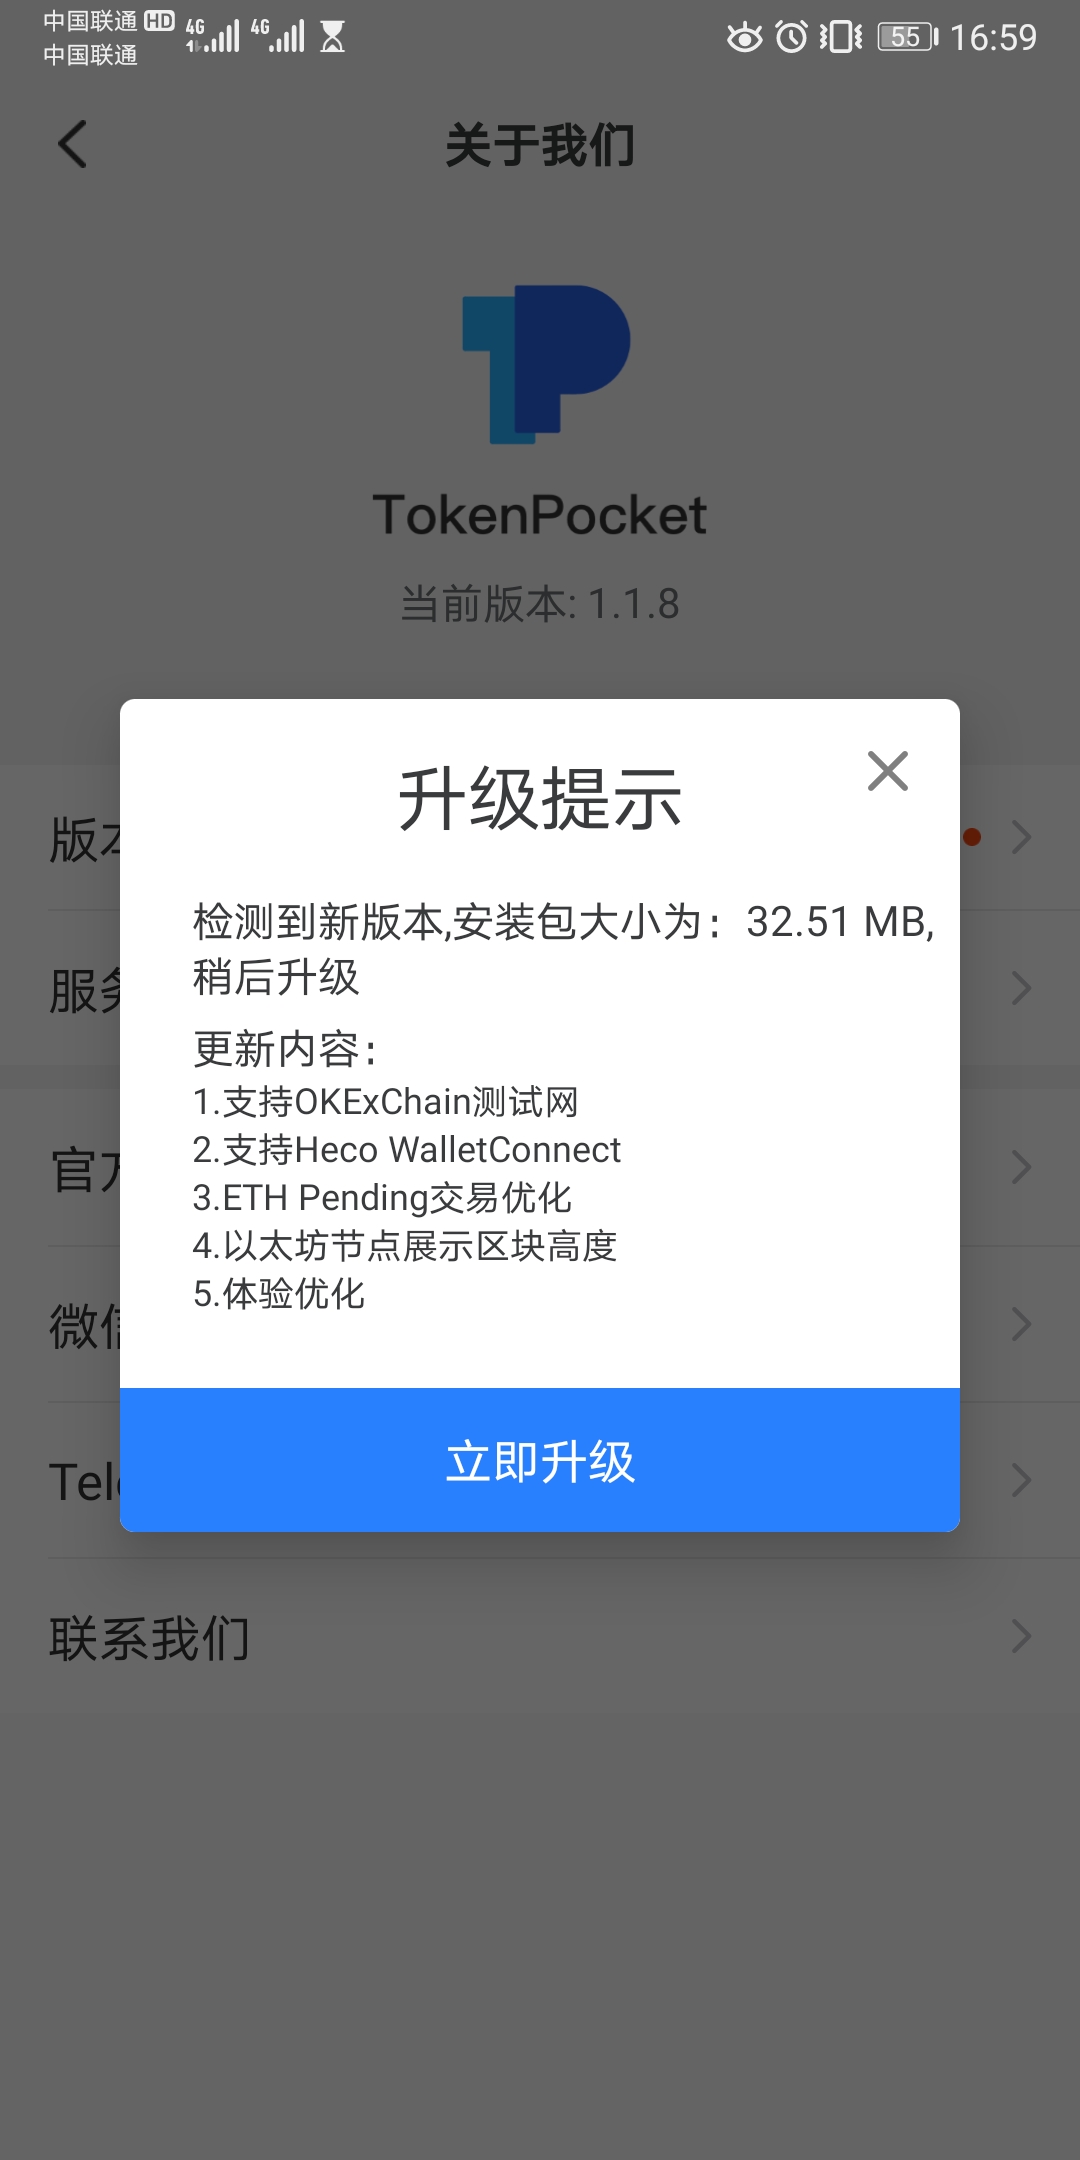 中国联通 HD 4G 4G 55 16:59
中国联通
关于我们
TokenPocket
当前版本: 1.1.8
升级提示
版本
检测到新版本,安装包大小为：32.51 MB,
稍后升级
服务
更新内容：
1.支持OKExChain测试网
2.支持Heco WalletConnect
3.ETH Pending交易优化
官方
4.以太坊节点展示区块高度
5.体验优化
微信
立即升级
Tele
联系我们